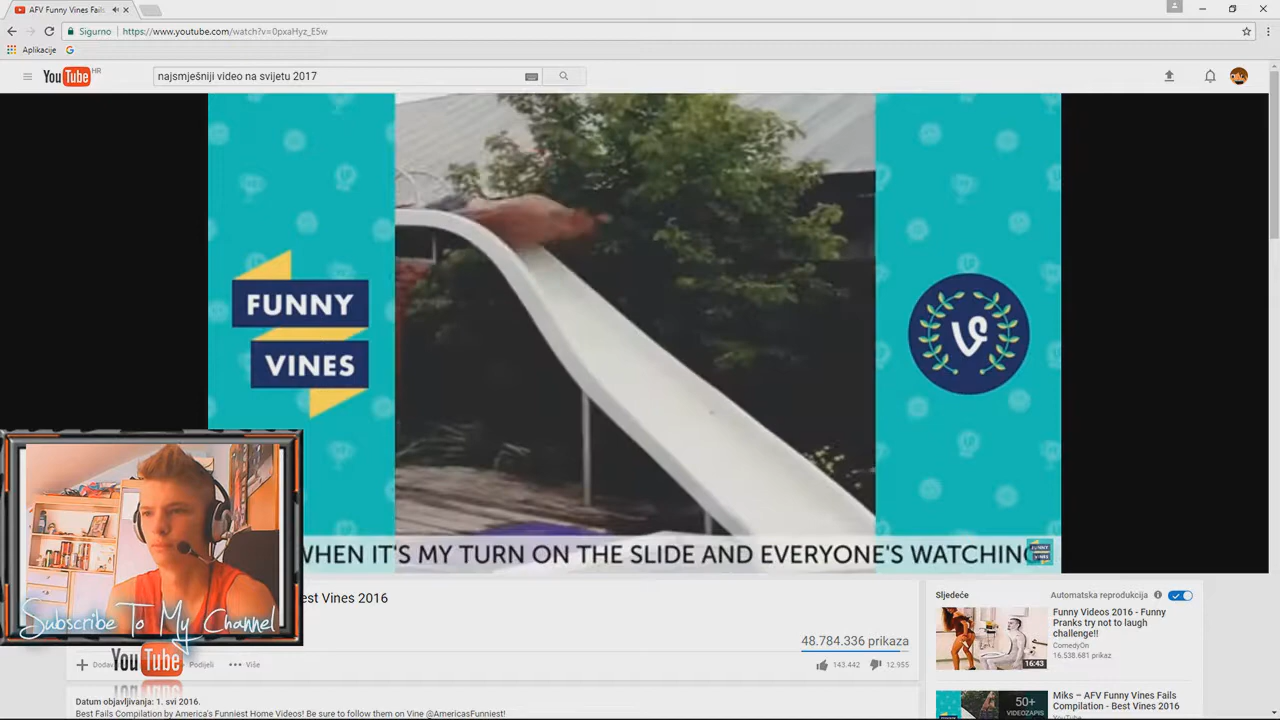 AFV Funny Vines Fails
Sigurno
https://www.youtube.com/watch?v=0pxaHyz_E5w
Aplikacije
YouTube HR
najsmješniji video na svijetu 2017
FUNNY
VINES
WHEN IT'S MY TURN ON THE SLIDE AND EVERYONE'S WATCHING
FUNNY
VINES
Best Vines 2016
Subscribe To My Channel
YouTube
48.784.336 prikaza
Podijeli
Više
143.442
12.955
Datum objavljivanja: 1. svi 2016.
Best Fails Compilation by America's Funniest Home Videos! Be sure to follow them on Vine @AmericasFunniest!
Sljedeće
Automatska reprodukcija
Funny Videos 2016 - Funny
Pranks try not to laugh
challenge!!
ComedyOn
16.538.681 prikaz
16:43
Miks – AFV Funny Vines Fails
Compilation - Best Vines 2016
YouTube
50+
VIDEOZAPIS